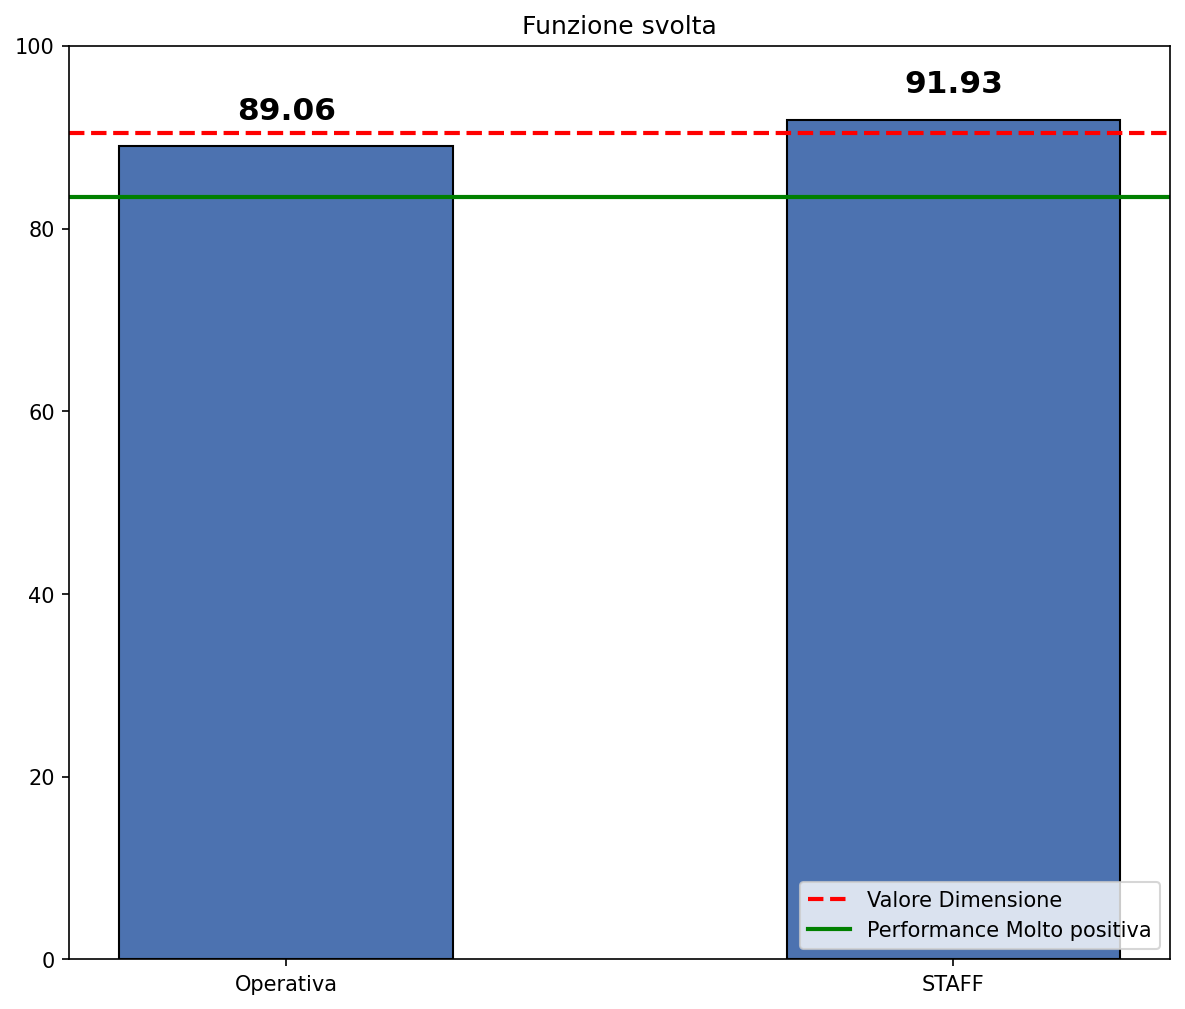 Funzione svolta
100
89.06
91.93
80
60
40
20
0
Valore Dimensione
Performance Molto positiva
Operativa
STAFF